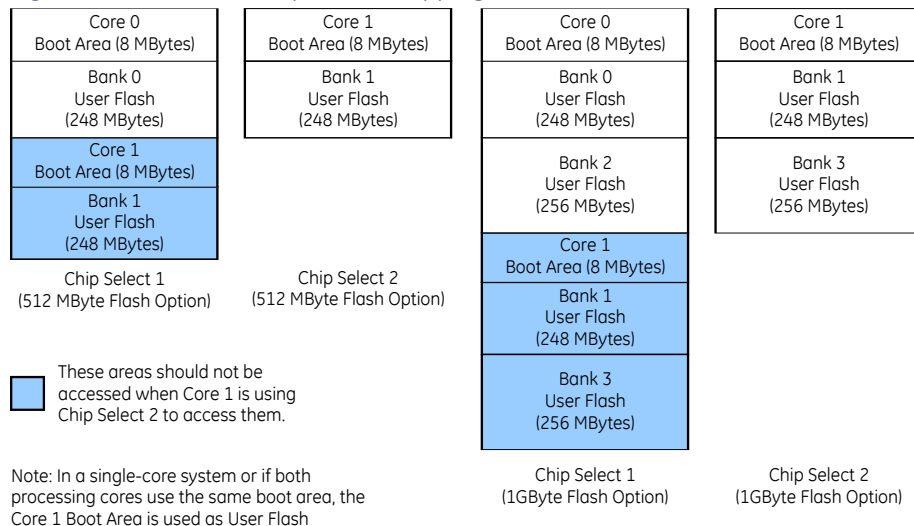 Core 0
Boot Area (8 MBytes)
Bank 0
User Flash
(248 MBytes)
Core 1
Boot Area (8 MBytes)
Bank 1
User Flash
(248 MBytes)
Chip Select 1
(512 MByte Flash Option)
Core 1
Boot Area (8 MBytes)
Bank 1
User Flash
(248 MBytes)
Chip Select 2
(512 MByte Flash Option)
These areas should not be
accessed when Core 1 is using
Chip Select 2 to access them.
Note: In a single-core system or if both
processing cores use the same boot area, the
Core 1 Boot Area is used as User Flash
Core 0
Boot Area (8 MBytes)
Bank 0
User Flash
(248 MBytes)
Bank 2
User Flash
(256 MBytes)
Core 1
Boot Area (8 MBytes)
Bank 1
User Flash
(248 MBytes)
Bank 3
User Flash
(256 MBytes)
Chip Select 1
(1GByte Flash Option)
Core 1
Boot Area (8 MBytes)
Bank 1
User Flash
(248 MBytes)
Bank 3
User Flash
(256 MBytes)
Chip Select 2
(1GByte Flash Option)